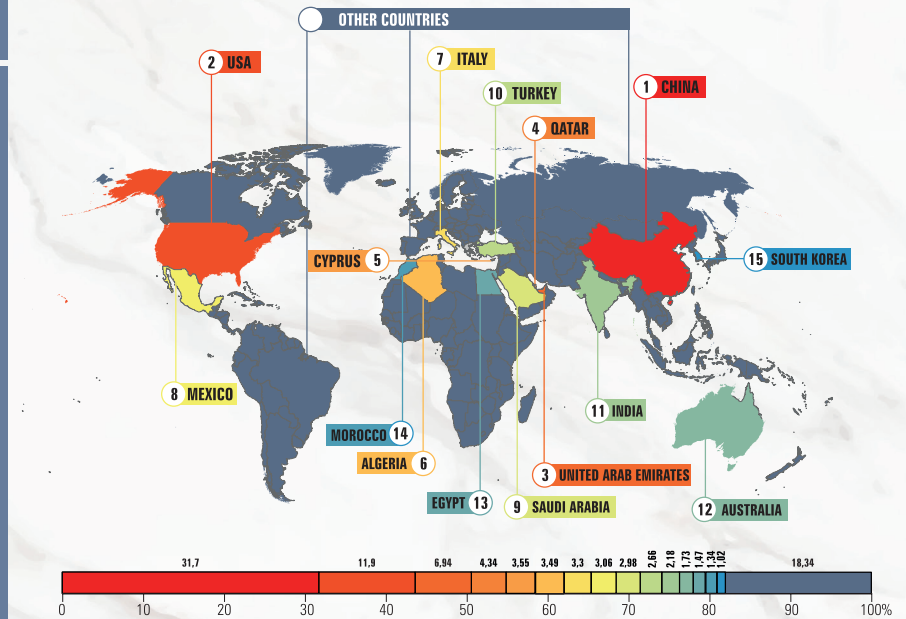 OTHER COUNTRIES
2 USA
7 ITALY
10 TURKEY
1 CHINA
4 QATAR
CYPRUS 5
15 SOUTH KOREA
8 MEXICO
11 INDIA
MOROCCO 14
ALGERIA 6
3 UNITED ARAB EMIRATES
EGYPT 13
9 SAUDI ARABIA
12 AUSTRALIA
31,7 11,9 6,94 4,34 3,55 3,49 3,3 3,06 2,98 2,66 2,18 1,73 1,47 1,34 1,02 18,34
0 10 20 30 40 50 60 70 80 90 100%